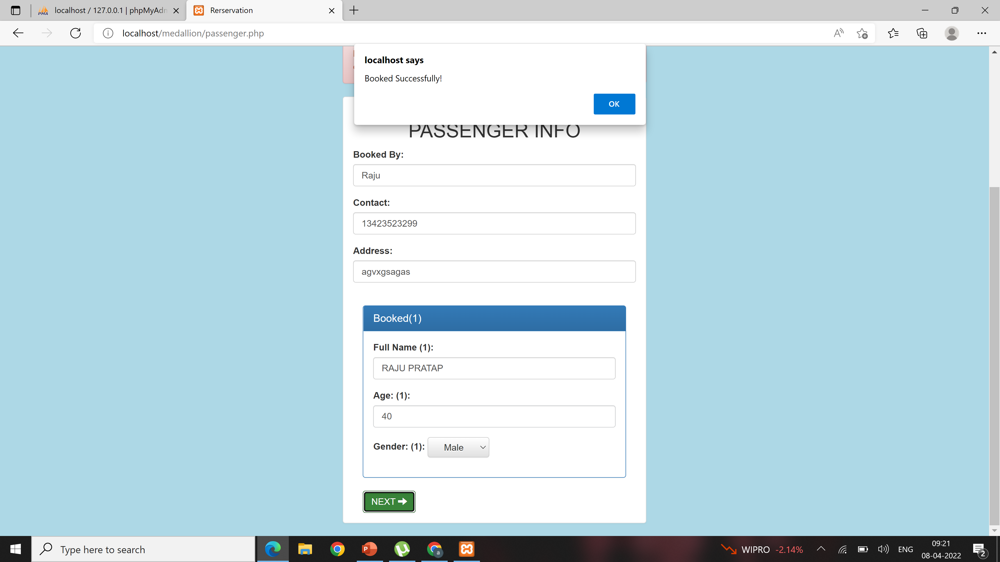 localhost / 127.0.0.1 | phpMyAdm
Rerservation
localhost/medallion/passenger.php
localhost says
Booked Successfully!
OK
PASSENGER INFO
Booked By:
Raju
Contact:
13423523299
Address:
agvxgsagas
Booked(1)
Full Name (1):
RAJU PRATAP
Age: (1):
40
Gender: (1): Male
NEXT
Type here to search
WIPRO -2.14%
ENG
09:21
08-04-2022
2